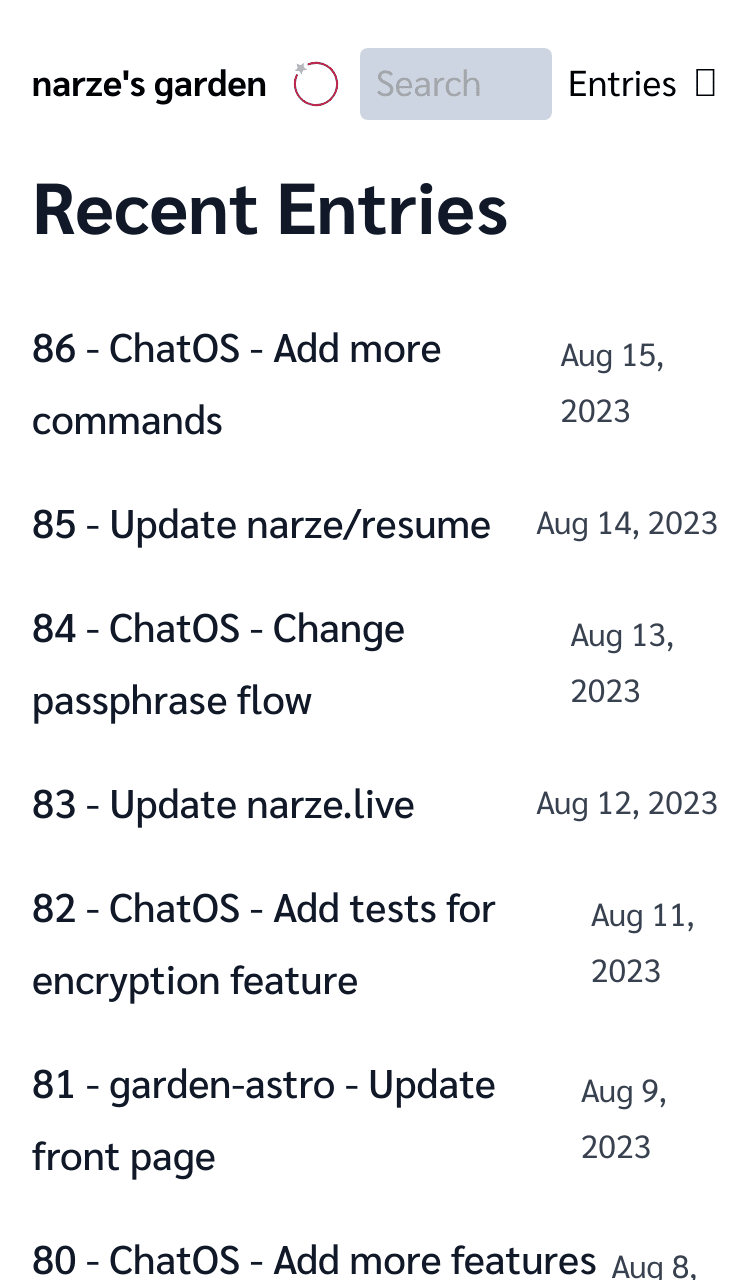 narze's garden Search Entries
Recent Entries
86 - ChatOS - Add more
commands
Aug 15,
2023
85 - Update narze/resume
Aug 14, 2023
84 - ChatOS - Change
passphrase flow
Aug 13,
2023
83 - Update narze.live
Aug 12, 2023
82 - ChatOS - Add tests for
encryption feature
Aug 11,
2023
81 - garden-astro - Update
front page
Aug 9,
2023
80 - ChatOS - Add more features
Aug 8,